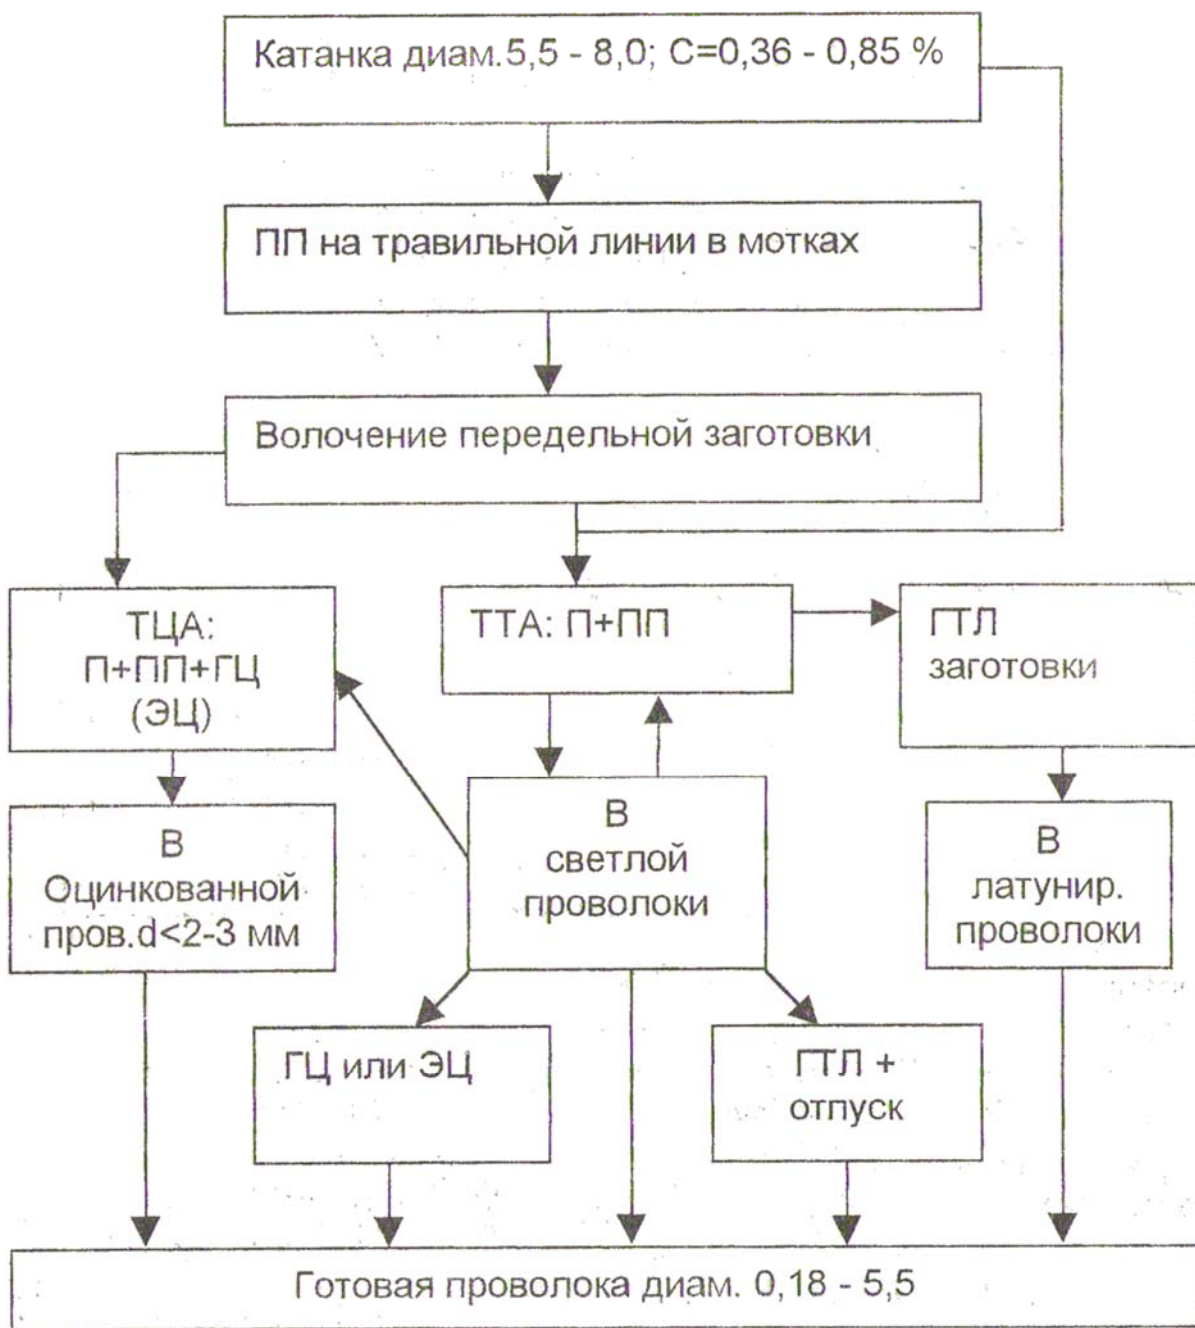 Катанка диам.5,5 - 8,0; С=0,36 - 0,85 %
ПП на травильной линии в мотках
Волочение передельной заготовки
ТЦА:
П+ПП+ГЦ
(ЭЦ)
ТТА: П+ПП
ГТЛ
заготовки
В
Оцинкованной
пров.d<2-3 мм
В
светлой
проволоки
В
латунир.
проволоки
ГЦ или ЭЦ
ГТЛ +
отпуск
Готовая проволока диам. 0,18 - 5,5